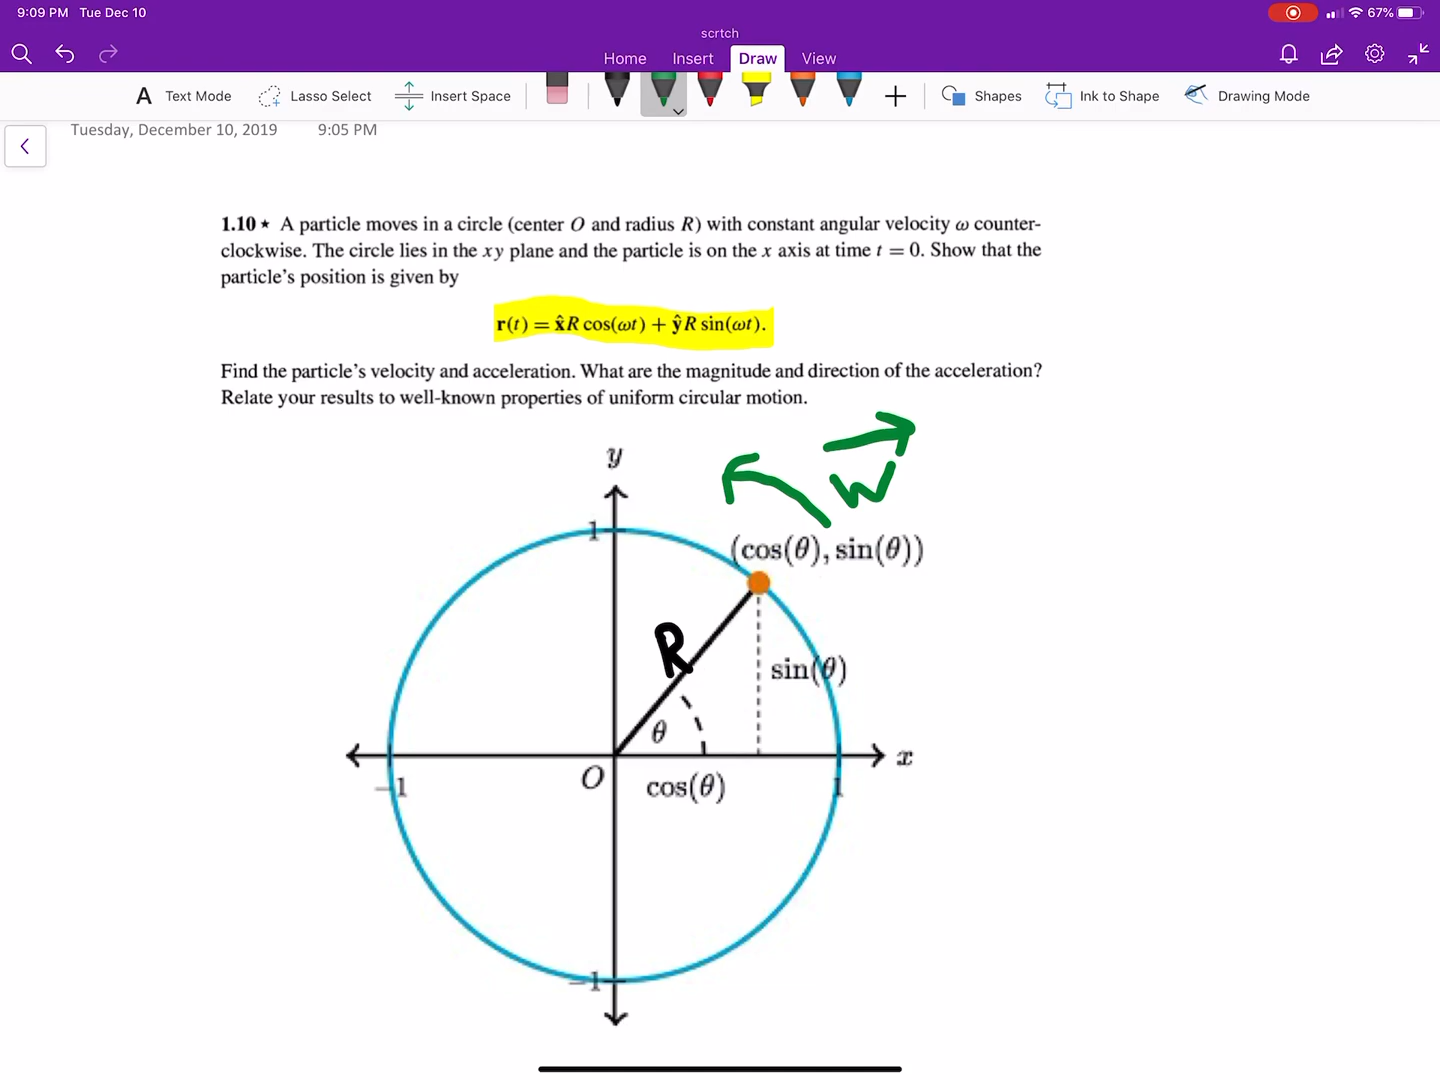 9:09 PM Tue Dec 10
67%
scrtch
Home Insert Draw View
A Text Mode Lasso Select Insert Space Shapes Ink to Shape Drawing Mode
Tuesday, December 10, 2019 9:05 PM
1.10 ⋆ A particle moves in a circle (center O and radius R) with constant angular velocity ω counter-
clockwise. The circle lies in the xy plane and the particle is on the x axis at time t = 0. Show that the
particle's position is given by
r(t) = x̂R cos(ωt) + ŷR sin(ωt).
Find the particle's velocity and acceleration. What are the magnitude and direction of the acceleration?
Relate your results to well-known properties of uniform circular motion.
y
w
1
(cos(θ), sin(θ))
R
sin(θ)
θ
x
O
cos(θ)
−1
1
−1